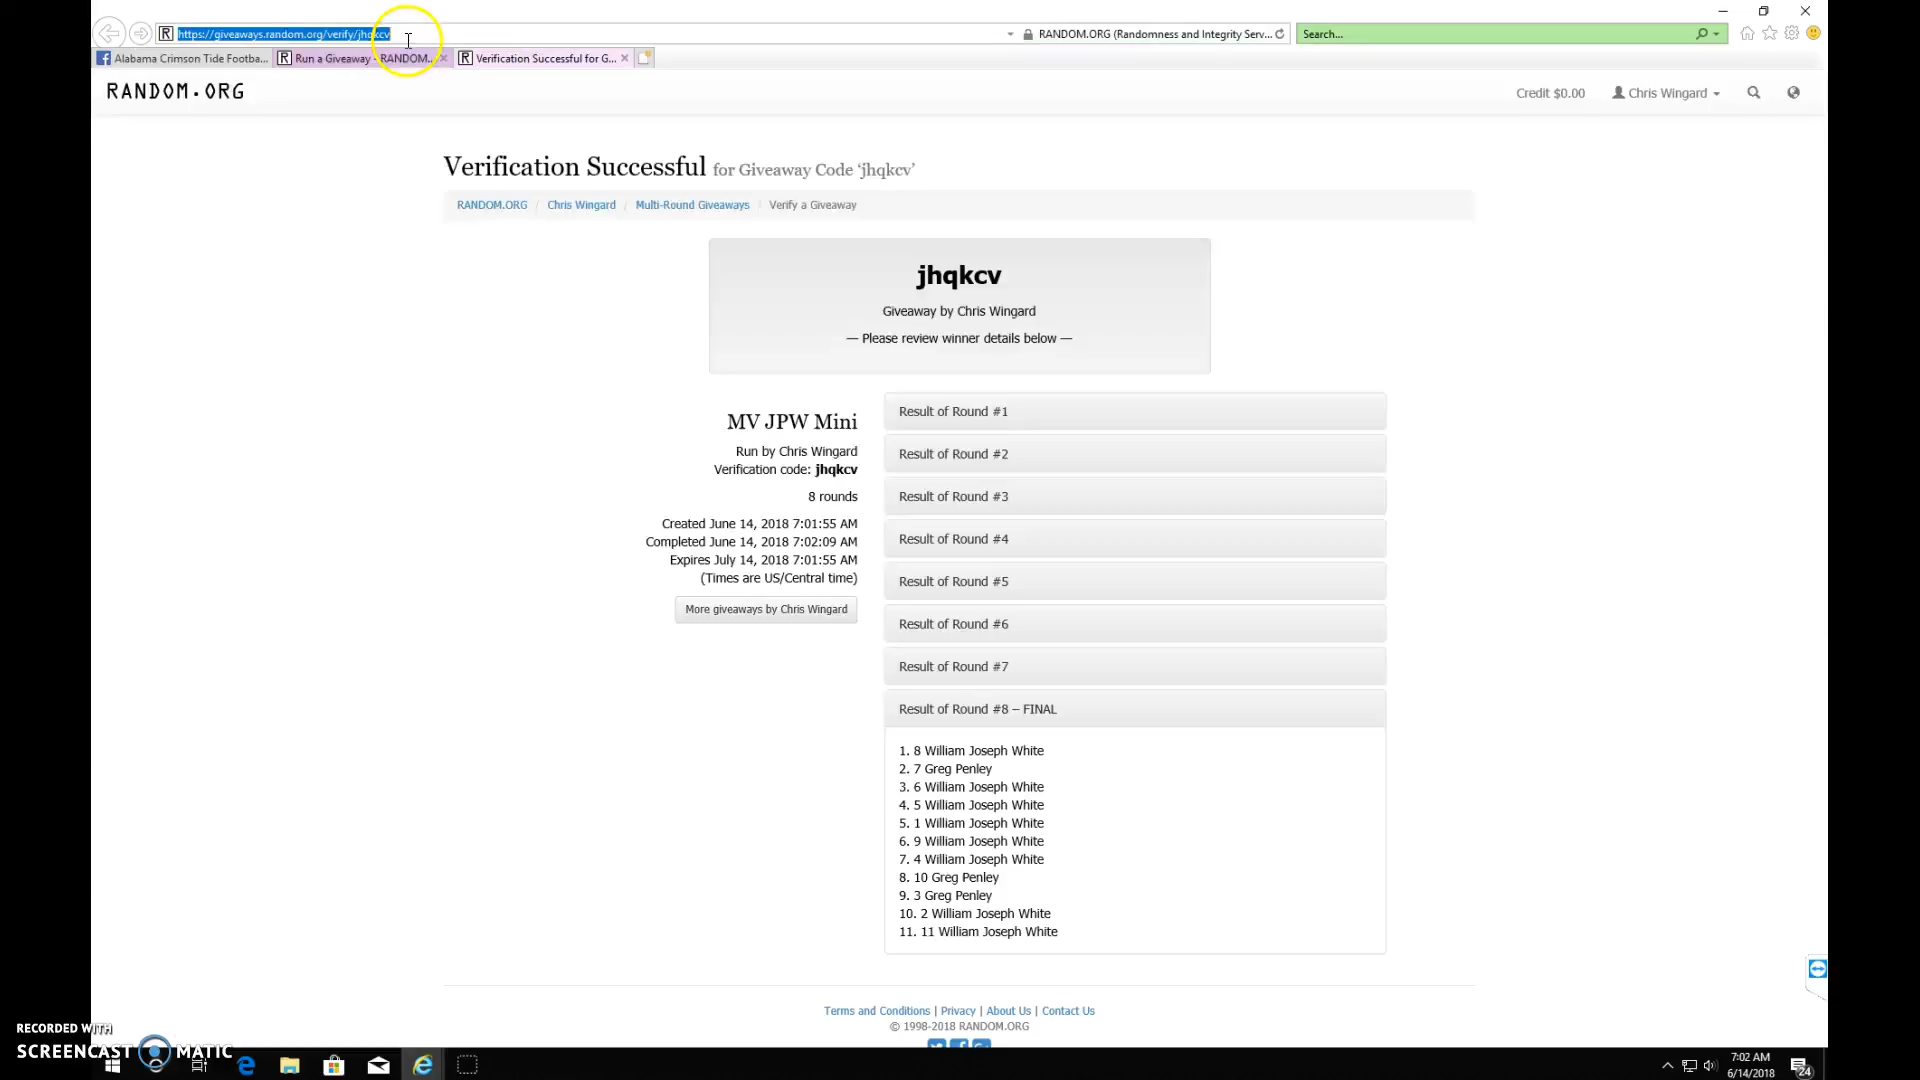 https://giveaways.random.org/verify/jhqkcv
RANDOM.ORG (Randomness and Integrity Serv...
Search...
Alabama Crimson Tide Footba...
Run a Giveaway - RANDOM...
Verification Successful for G...
RANDOM.ORG
Credit $0.00
Chris Wingard
Verification Successful for Giveaway Code ‘jhqkcv’
RANDOM.ORG / Chris Wingard / Multi-Round Giveaways / Verify a Giveaway
jhqkcv
Giveaway by Chris Wingard
— Please review winner details below —
MV JPW Mini
Run by Chris Wingard
Verification code: jhqkcv
8 rounds
Created June 14, 2018 7:01:55 AM
Completed June 14, 2018 7:02:09 AM
Expires July 14, 2018 7:01:55 AM
(Times are US/Central time)
More giveaways by Chris Wingard
Result of Round #1
Result of Round #2
Result of Round #3
Result of Round #4
Result of Round #5
Result of Round #6
Result of Round #7
Result of Round #8 – FINAL
1. 8 William Joseph White
2. 7 Greg Penley
3. 6 William Joseph White
4. 5 William Joseph White
5. 1 William Joseph White
6. 9 William Joseph White
7. 4 William Joseph White
8. 10 Greg Penley
9. 3 Greg Penley
10. 2 William Joseph White
11. 11 William Joseph White
Terms and Conditions | Privacy | About Us | Contact Us
© 1998-2018 RANDOM.ORG
RECORDED WITH
SCREENCAST MATIC
7:02 AM
6/14/2018
24